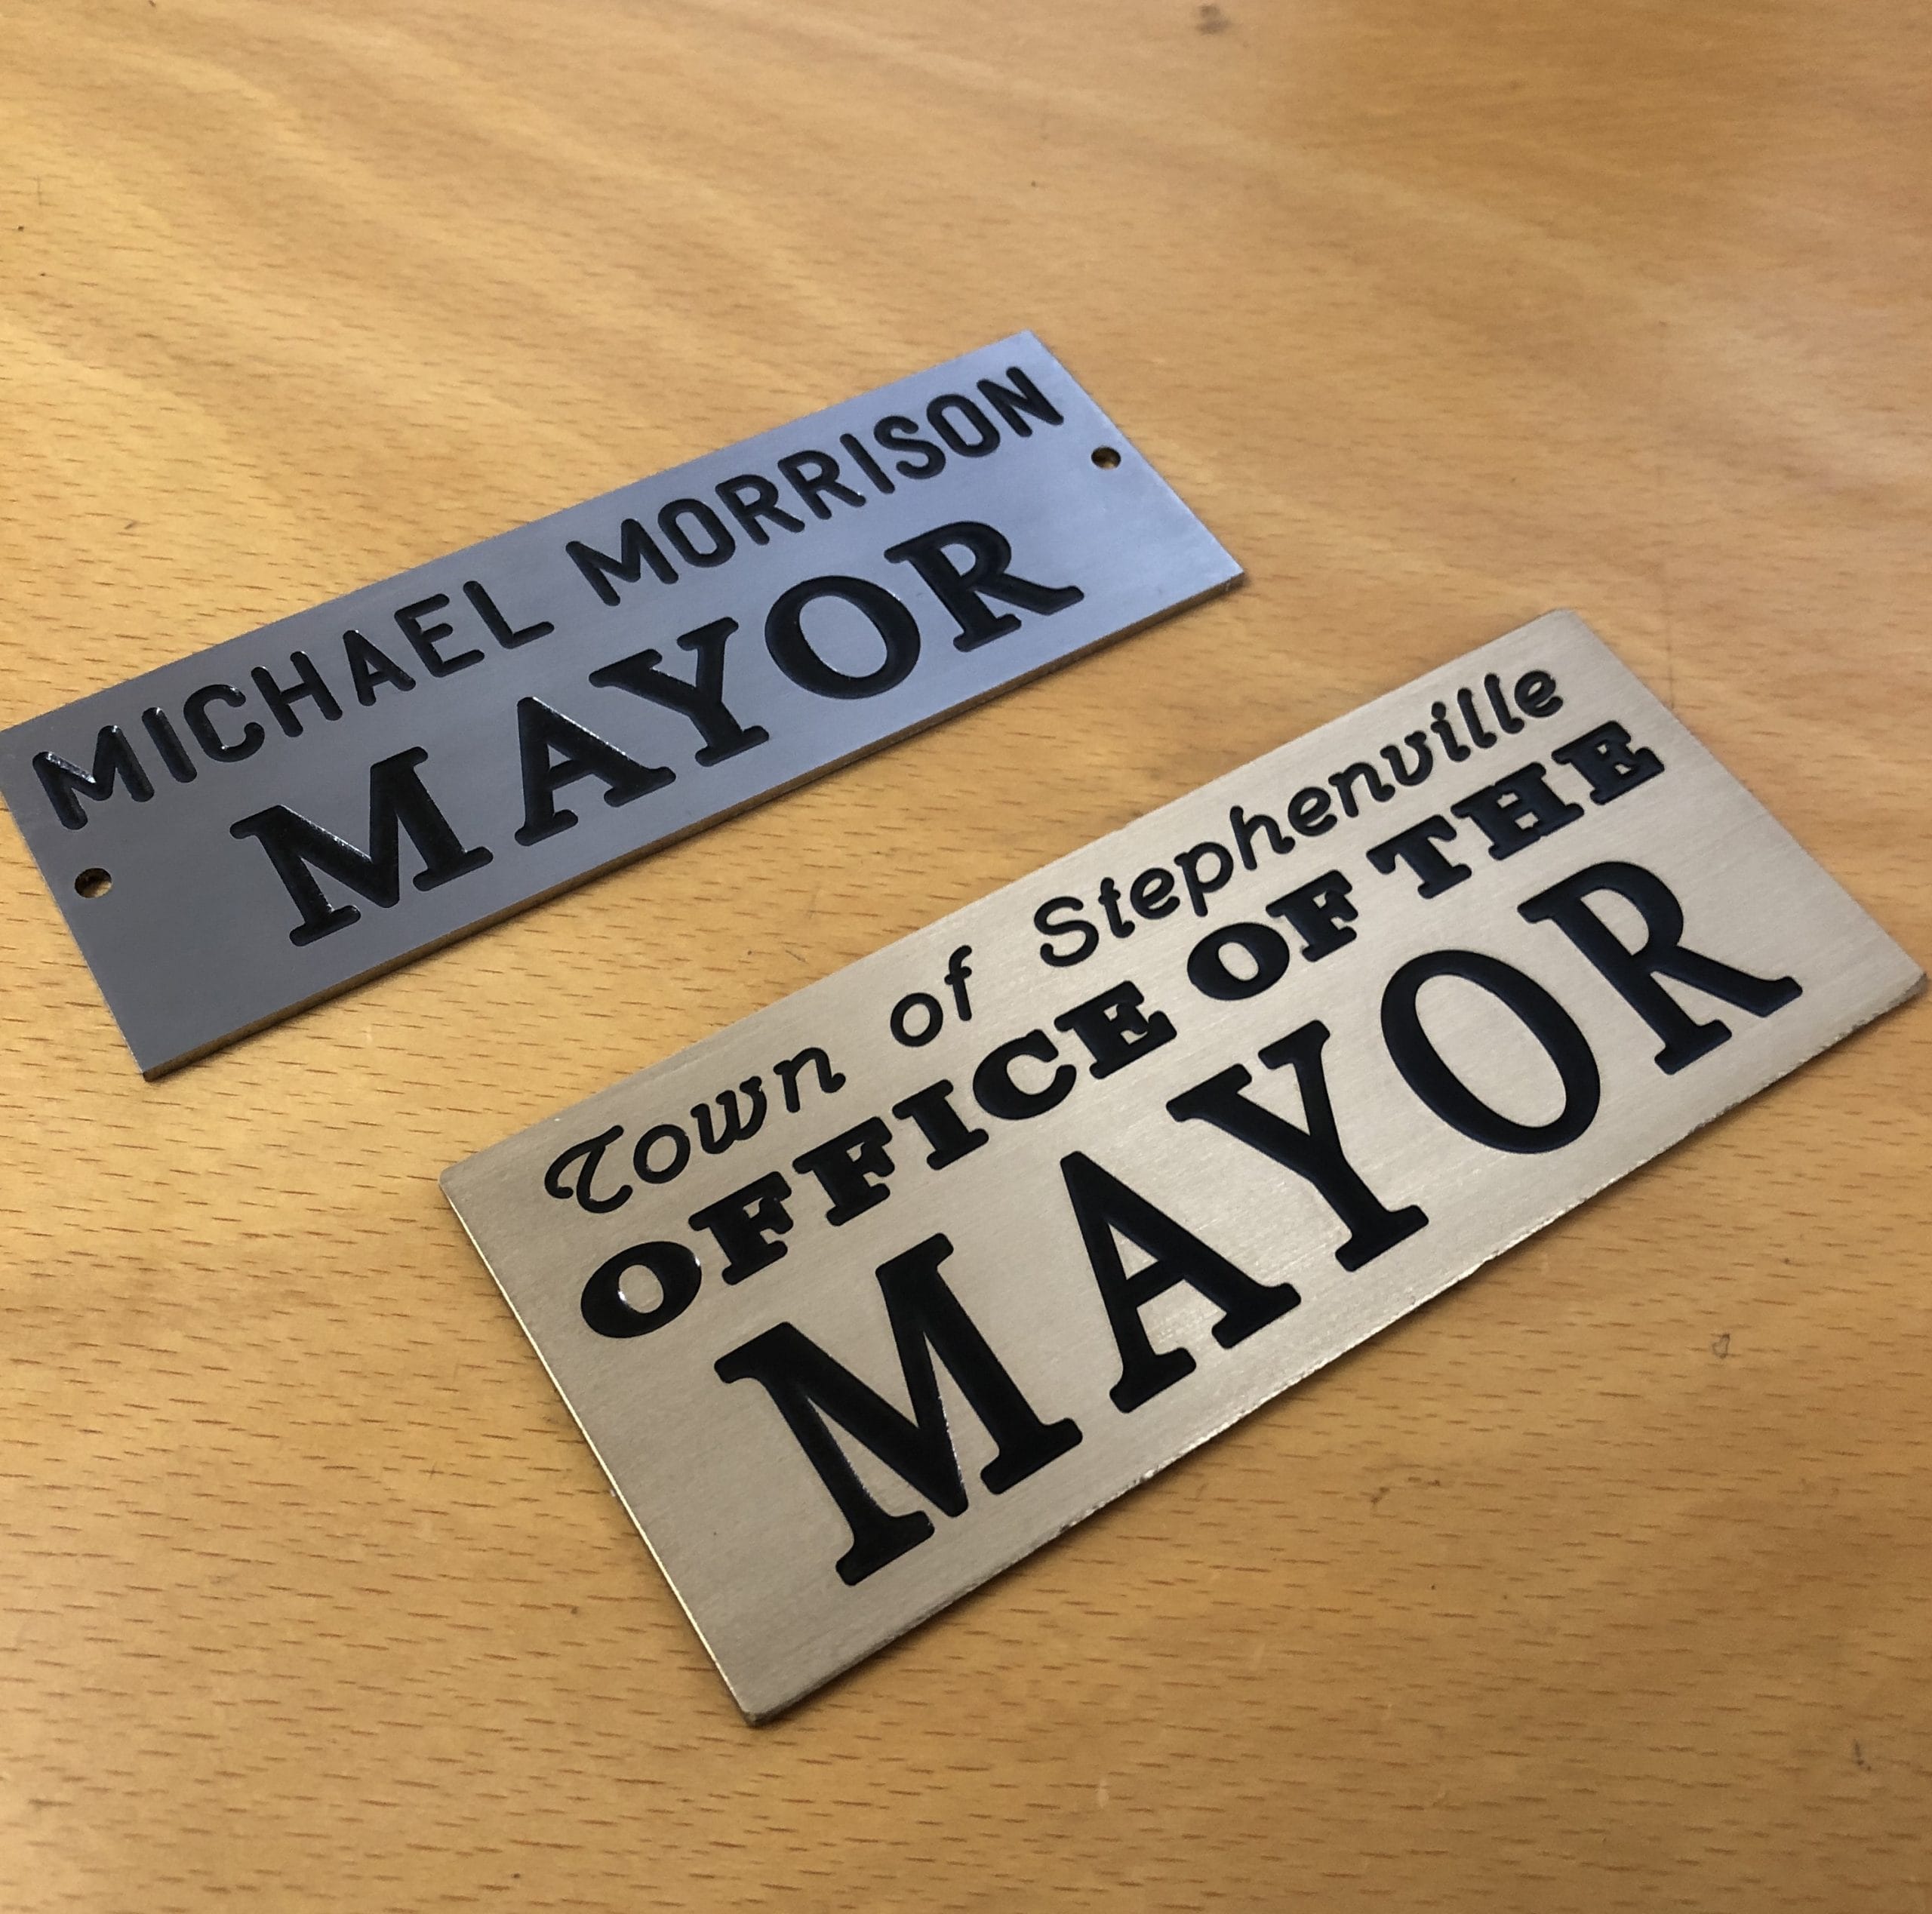 MICHAEL MORRISON
MAYOR
Town of Stephenville
OFFICE OF THE
MAYOR